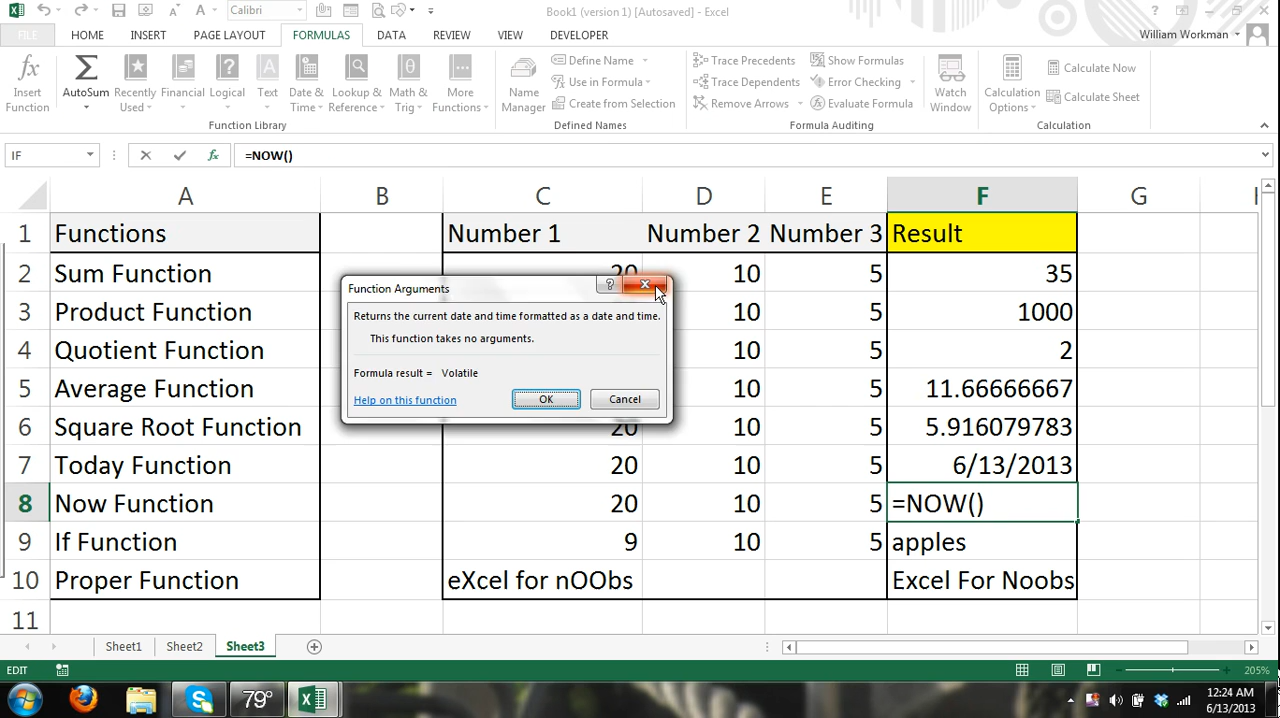 Calibri
Book1 (version 1) [Autosaved] - Excel
?
FILE HOME INSERT PAGE LAYOUT FORMULAS DATA REVIEW VIEW DEVELOPER
William Workman
Insert Function
AutoSum
Recently Used
Financial
Logical
Text
Date & Time
Lookup & Reference
Math & Trig
More Functions
Function Library
Name Manager
Define Name
Use in Formula
Create from Selection
Defined Names
Trace Precedents
Trace Dependents
Remove Arrows
Show Formulas
Error Checking
Evaluate Formula
Formula Auditing
Watch Window
Calculation Options
Calculate Now
Calculate Sheet
Calculation
IF fx =NOW()
A B C D E F G
1 Functions Number 1 Number 2 Number 3 Result
2 Sum Function 20 10 5 35
3 Product Function 10 5 1000
4 Quotient Function 10 5 2
5 Average Function 10 5 11.66666667
6 Square Root Function 20 10 5 5.916079783
7 Today Function 20 10 5 6/13/2013
8 Now Function 20 10 5 =NOW()
9 If Function 9 10 5 apples
10 Proper Function eXcel for nOObs Excel For Noobs
11
Function Arguments ?
Returns the current date and time formatted as a date and time.
This function takes no arguments.
Formula result = Volatile
Help on this function OK Cancel
Sheet1 Sheet2 Sheet3
EDIT 205%
79°
12:24 AM
6/13/2013